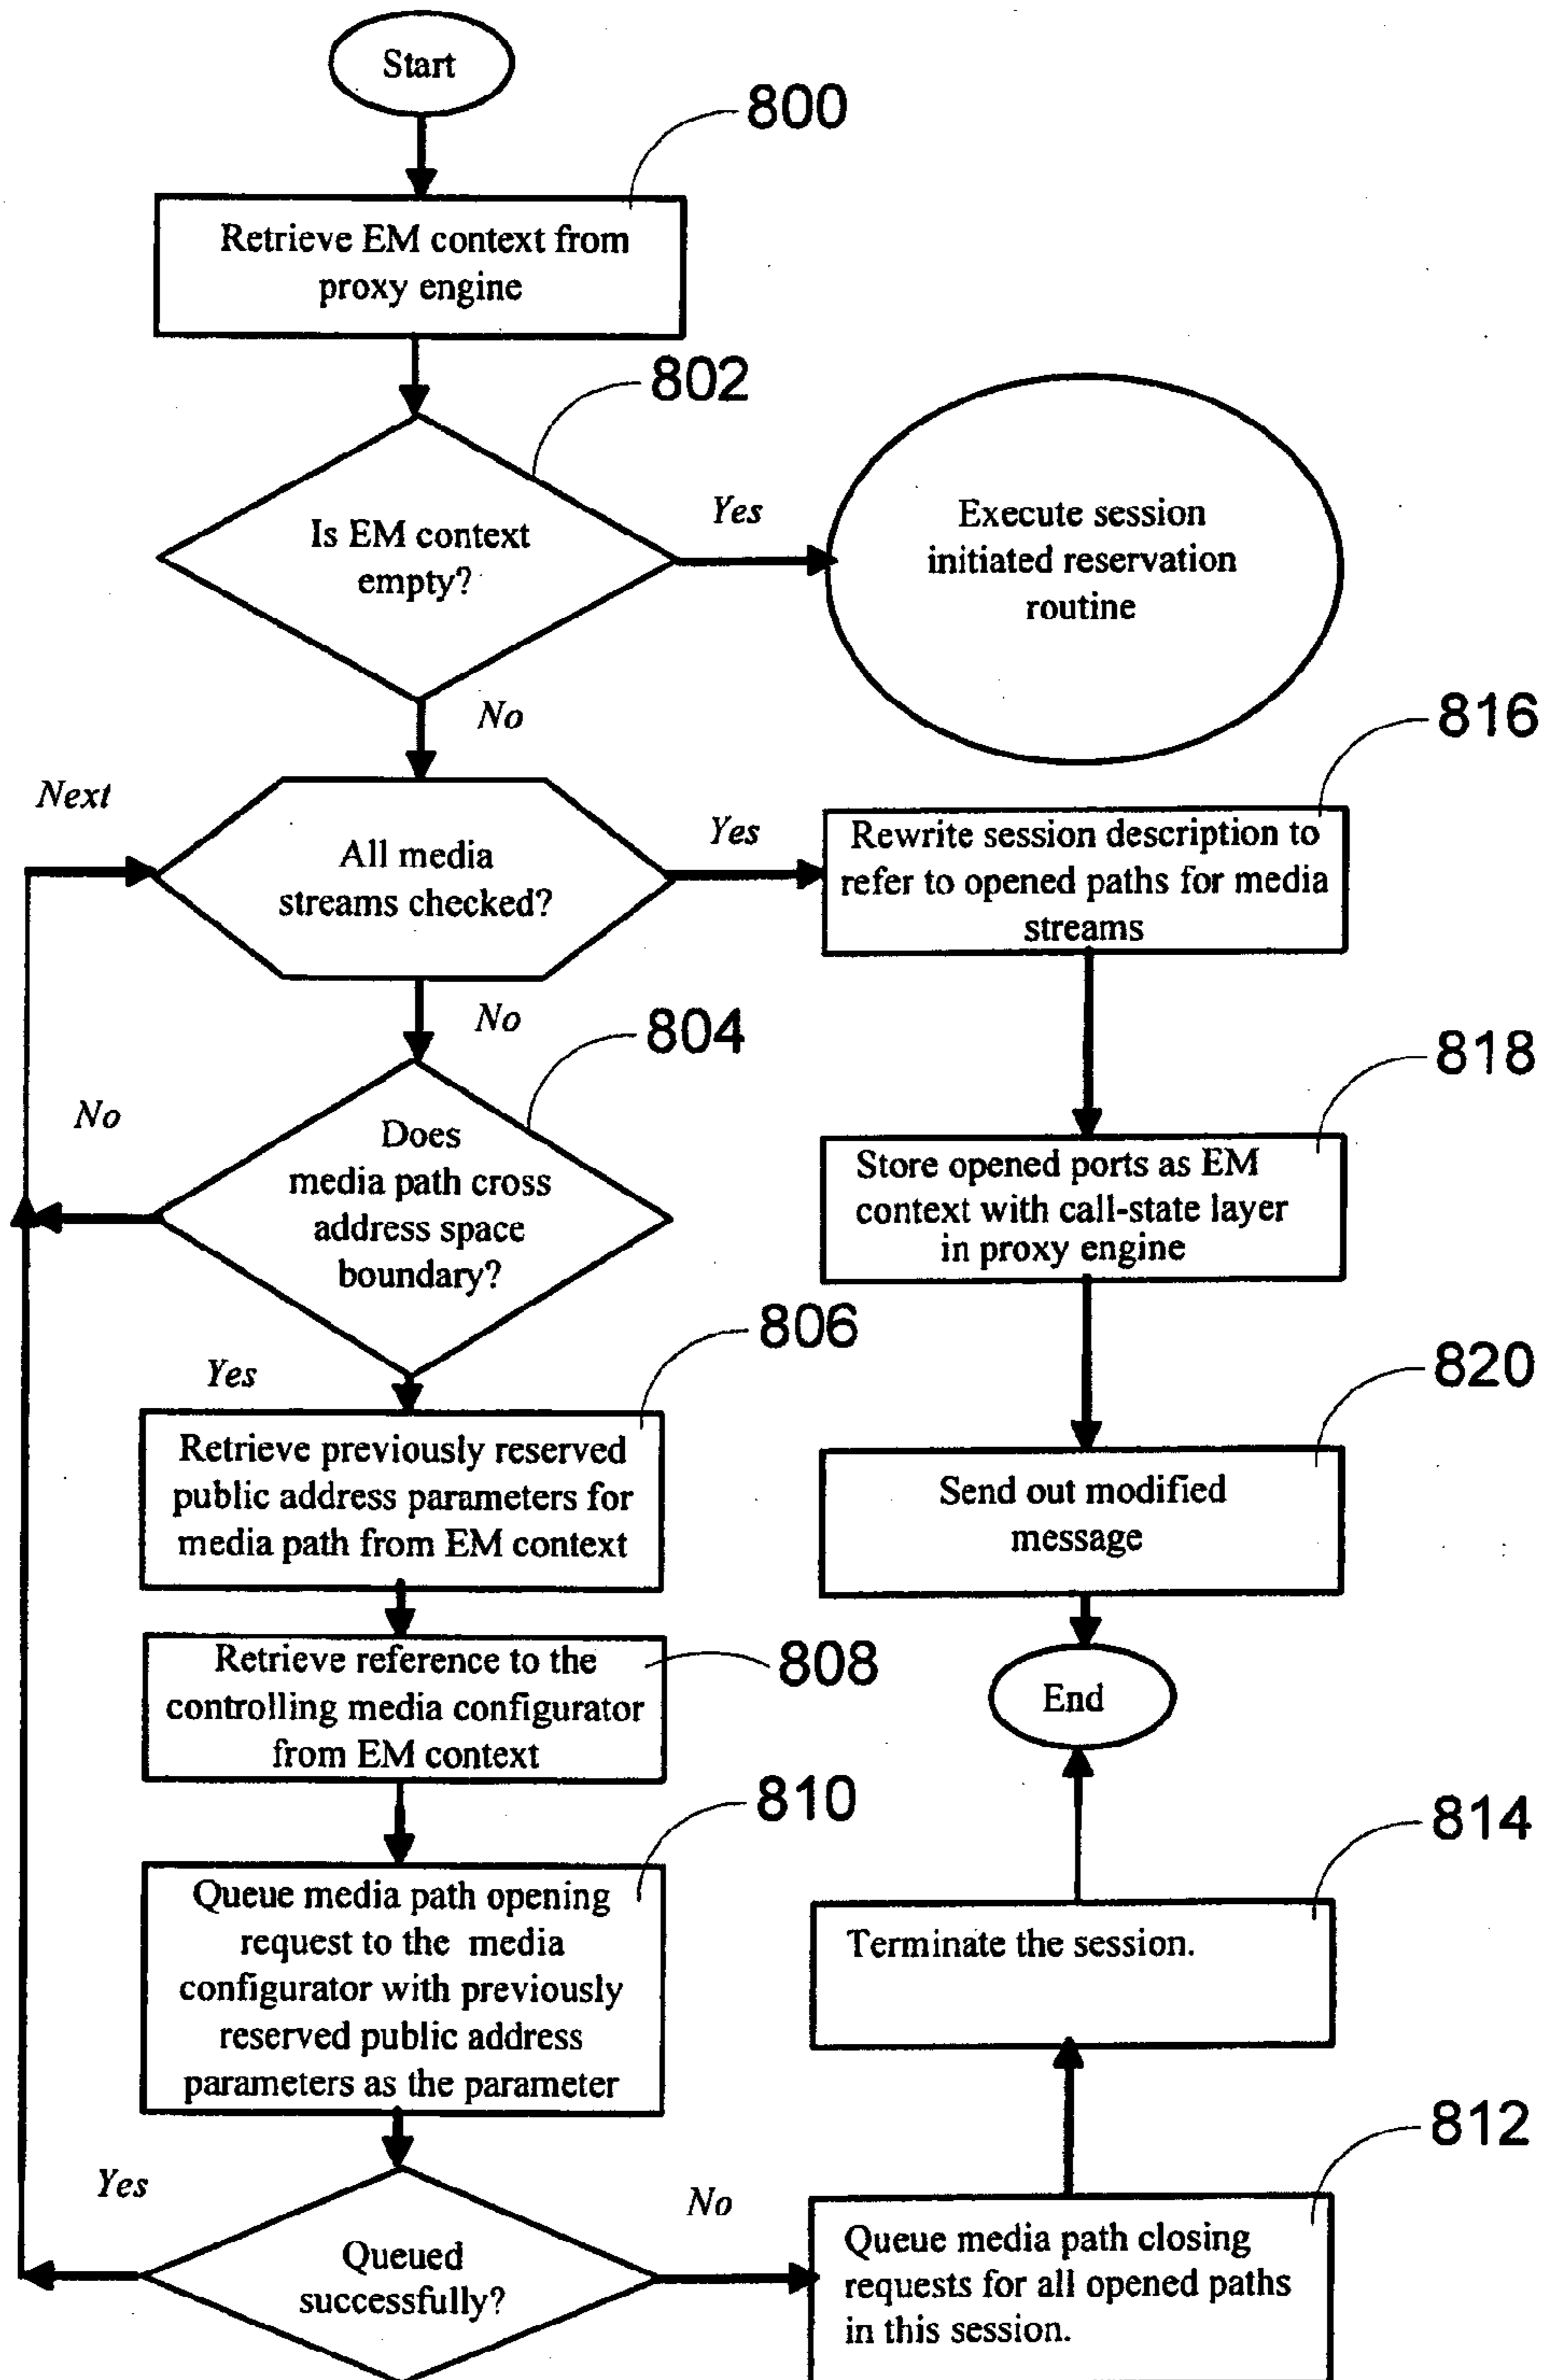 Start
800
Retrieve EM context from
proxy engine
802
Is EM context
empty?
Yes
Execute session
initiated reservation
routine
No
816
Next
All media
streams checked?
Yes
Rewrite session description to
refer to opened paths for media
streams
No
804
818
No
Does
media path cross
address space
boundary?
Store opened ports as EM
context with call-state layer
in proxy engine
806
820
Yes
Retrieve previously reserved
public address parameters for
media path from EM context
Send out modified
message
808
Retrieve reference to the
controlling media configurator
from EM context
End
810
814
Queue media path opening
request to the media
configurator with previously
reserved public address
parameters as the parameter
Terminate the session.
812
Yes
Queued
successfully?
No
Queue media path closing
requests for all opened paths
in this session.